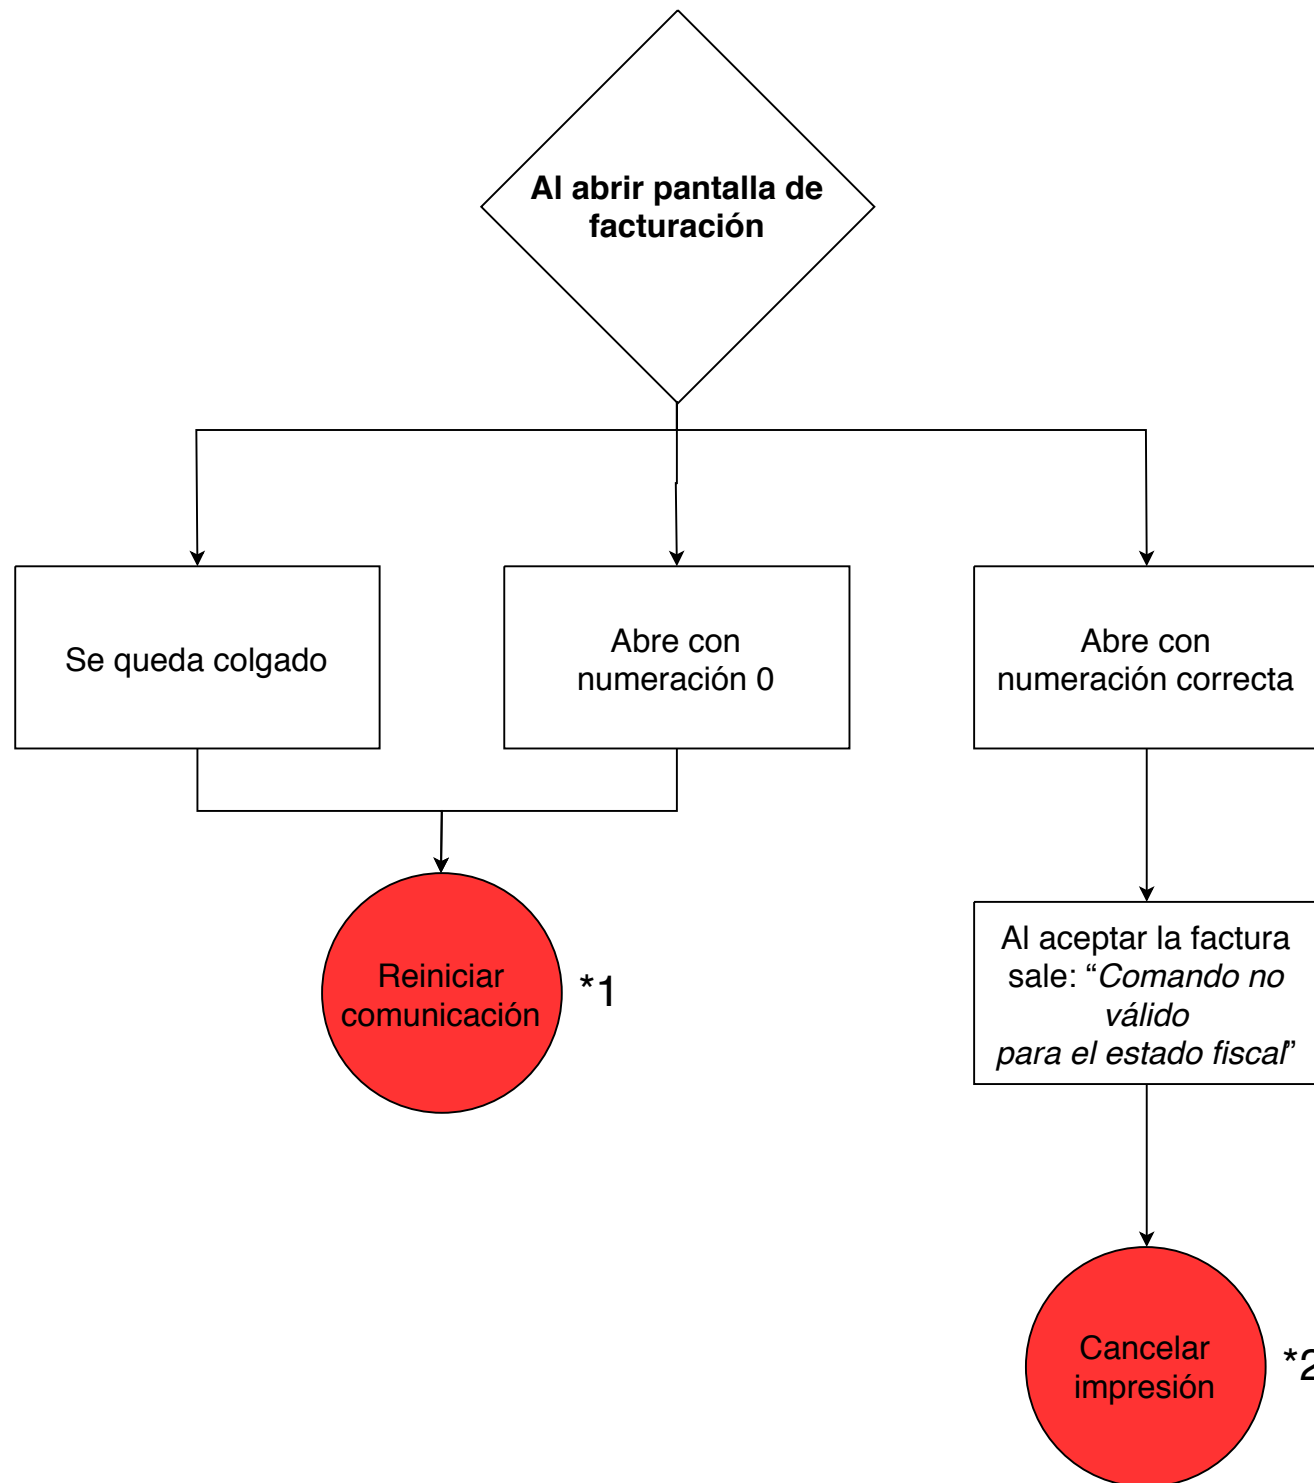 Al abrir pantalla de
facturación
Se queda colgado
Abre con
numeración 0
Abre con
numeración correcta
Reiniciar
comunicación
*1
Al aceptar la factura
sale: “Comando no
válido
para el estado fiscal”
Cancelar
impresión
*2